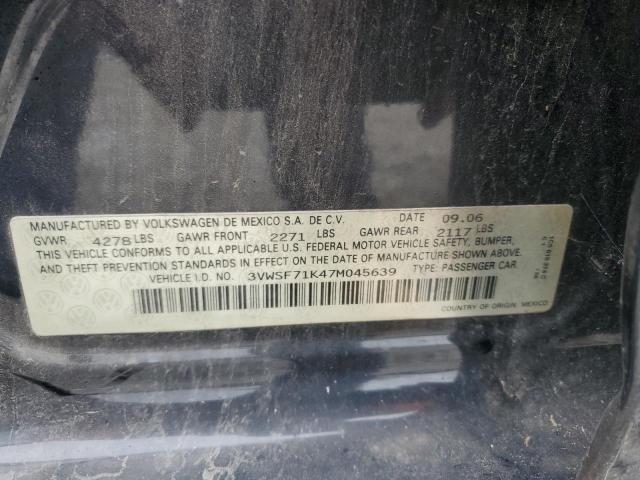 MANUFACTURED BY VOLKSWAGEN DE MEXICO S.A. DE C.V. DATE 09.06
GVWR 4278 LBS GAWR FRONT 2271 LBS GAWR REAR 2117 LBS
THIS VEHICLE CONFORMS TO ALL APPLICABLE U.S. FEDERAL MOTOR VEHICLE SAFETY, BUMPER,
AND THEFT PREVENTION STANDARDS IN EFFECT ON THE DATE OF MANUFACTURE SHOWN ABOVE.
VEHICLE I.D. NO. 3VWSF71K47M045639 TYPE: PASSENGER CAR
COUNTRY OF ORIGIN: MEXICO